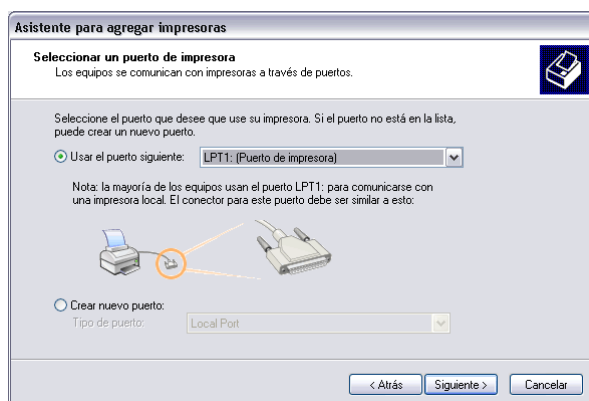 Asistente para agregar impresoras
Seleccionar un puerto de impresora
Los equipos se comunican con impresoras a través de puertos.
Seleccione el puerto que desee que use su impresora. Si el puerto no está en la lista,
puede crear un nuevo puerto.
Usar el puerto siguiente:
LPT1: (Puerto de impresora)
Nota: la mayoría de los equipos usan el puerto LPT1: para comunicarse con
una impresora local. El conector para este puerto debe ser similar a esto:
Crear nuevo puerto:
Tipo de puerto:
Local Port
< Atrás
Siguiente >
Cancelar